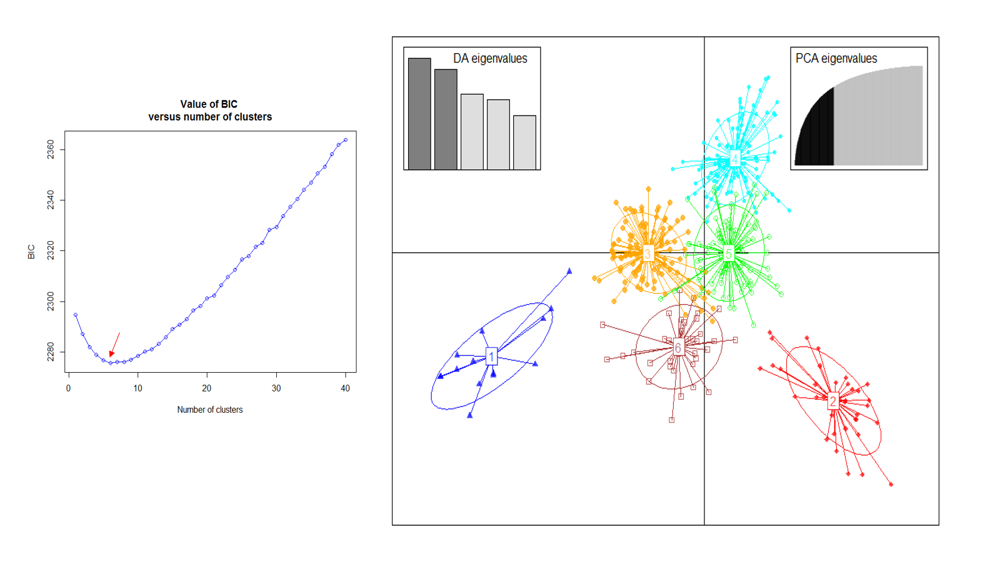 Value of BIC
versus number of clusters
BIC
2360
2340
2320
2300
2280
0
10
20
30
40
Number of clusters
DA eigenvalues
PCA eigenvalues
4
3
5
1
6
2